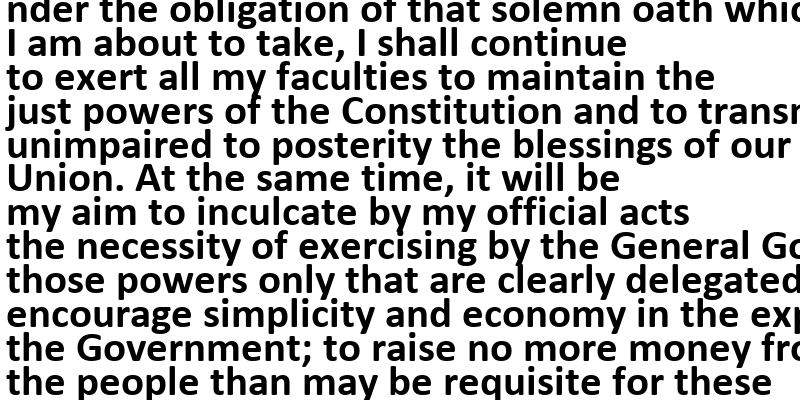 nder the obligation of that solemn oath whic
I am about to take, I shall continue
to exert all my faculties to maintain the
just powers of the Constitution and to transm
unimpaired to posterity the blessings of our
Union. At the same time, it will be
my aim to inculcate by my official acts
the necessity of exercising by the General Go
those powers only that are clearly delegated
encourage simplicity and economy in the exp
the Government; to raise no more money fro
the people than may be requisite for these